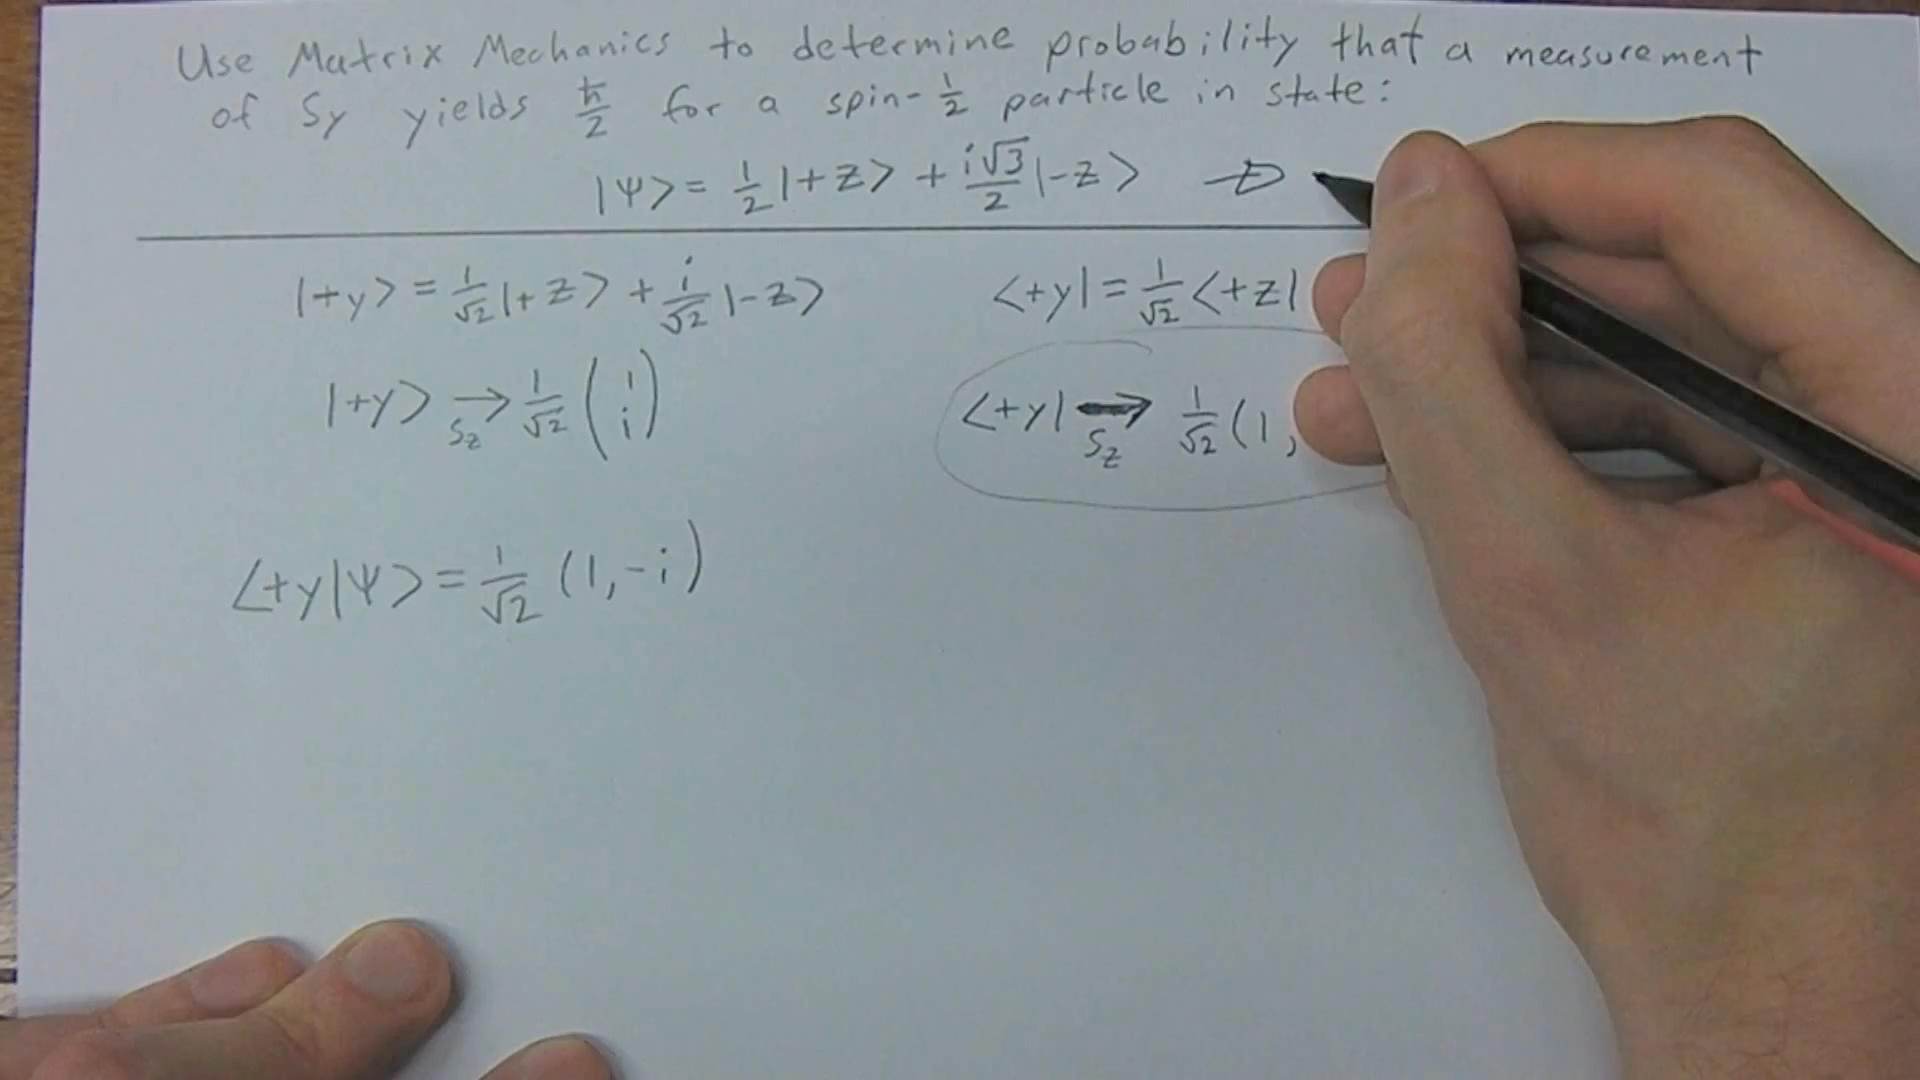 Use Matrix Mechanics to determine probability that a measurement
of Sy yields ħ/2 for a spin-1/2 particle in state:
|Ψ> = 1/2|+z> + i√3/2|-z> →
|+y> = 1/√2|+z> + i/√2|-z>
<+y| = 1/√2<+z|
|+y> →Sz 1/√2 (1 i)
<+y| →Sz 1/√2 (1,
<+y|Ψ> = 1/√2 (1,-i)